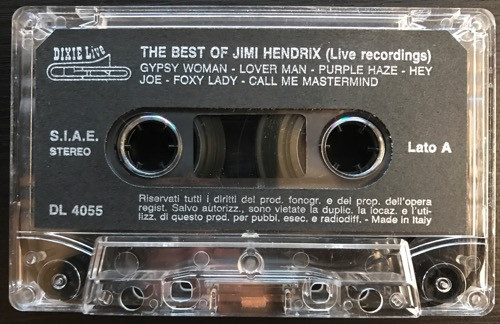 DIXIE Live
THE BEST OF JIMI HENDRIX (Live recordings)
GYPSY WOMAN - LOVER MAN - PURPLE HAZE - HEY
JOE - FOXY LADY - CALL ME MASTERMIND
S.I.A.E.
STEREO
Lato A
DL 4055
Riservati tutti i diritti del prod. fonogr. e del prop. dell'opera
regist. Salvo autorizz., sono vietate la duplic. la locaz. e l'uti-
lizz. di questo prod. per pubbl. esec. e radiodiff. - Made in Italy